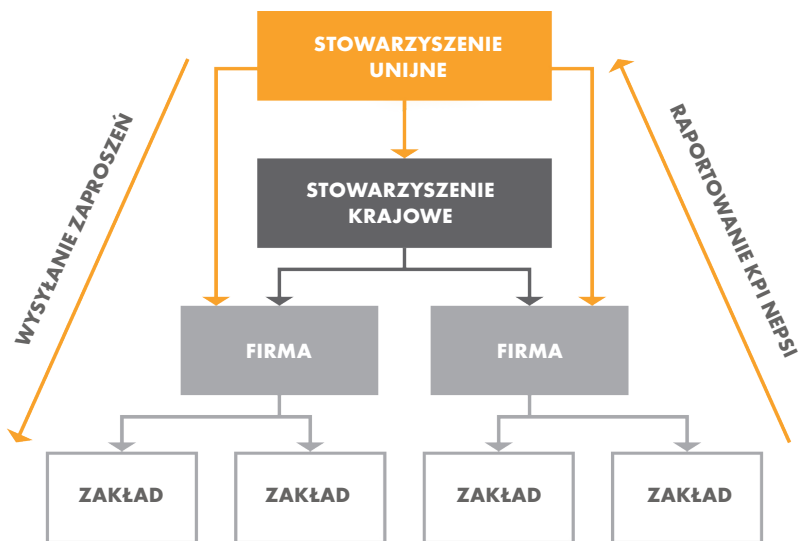 STOWARZYSZENIE
UNIJNE
WYSYŁANIE ZAPROSZEŃ
RAPORTOWANIE KPI NEPSI
STOWARZYSZENIE
KRAJOWE
FIRMA
FIRMA
ZAKŁAD
ZAKŁAD
ZAKŁAD
ZAKŁAD